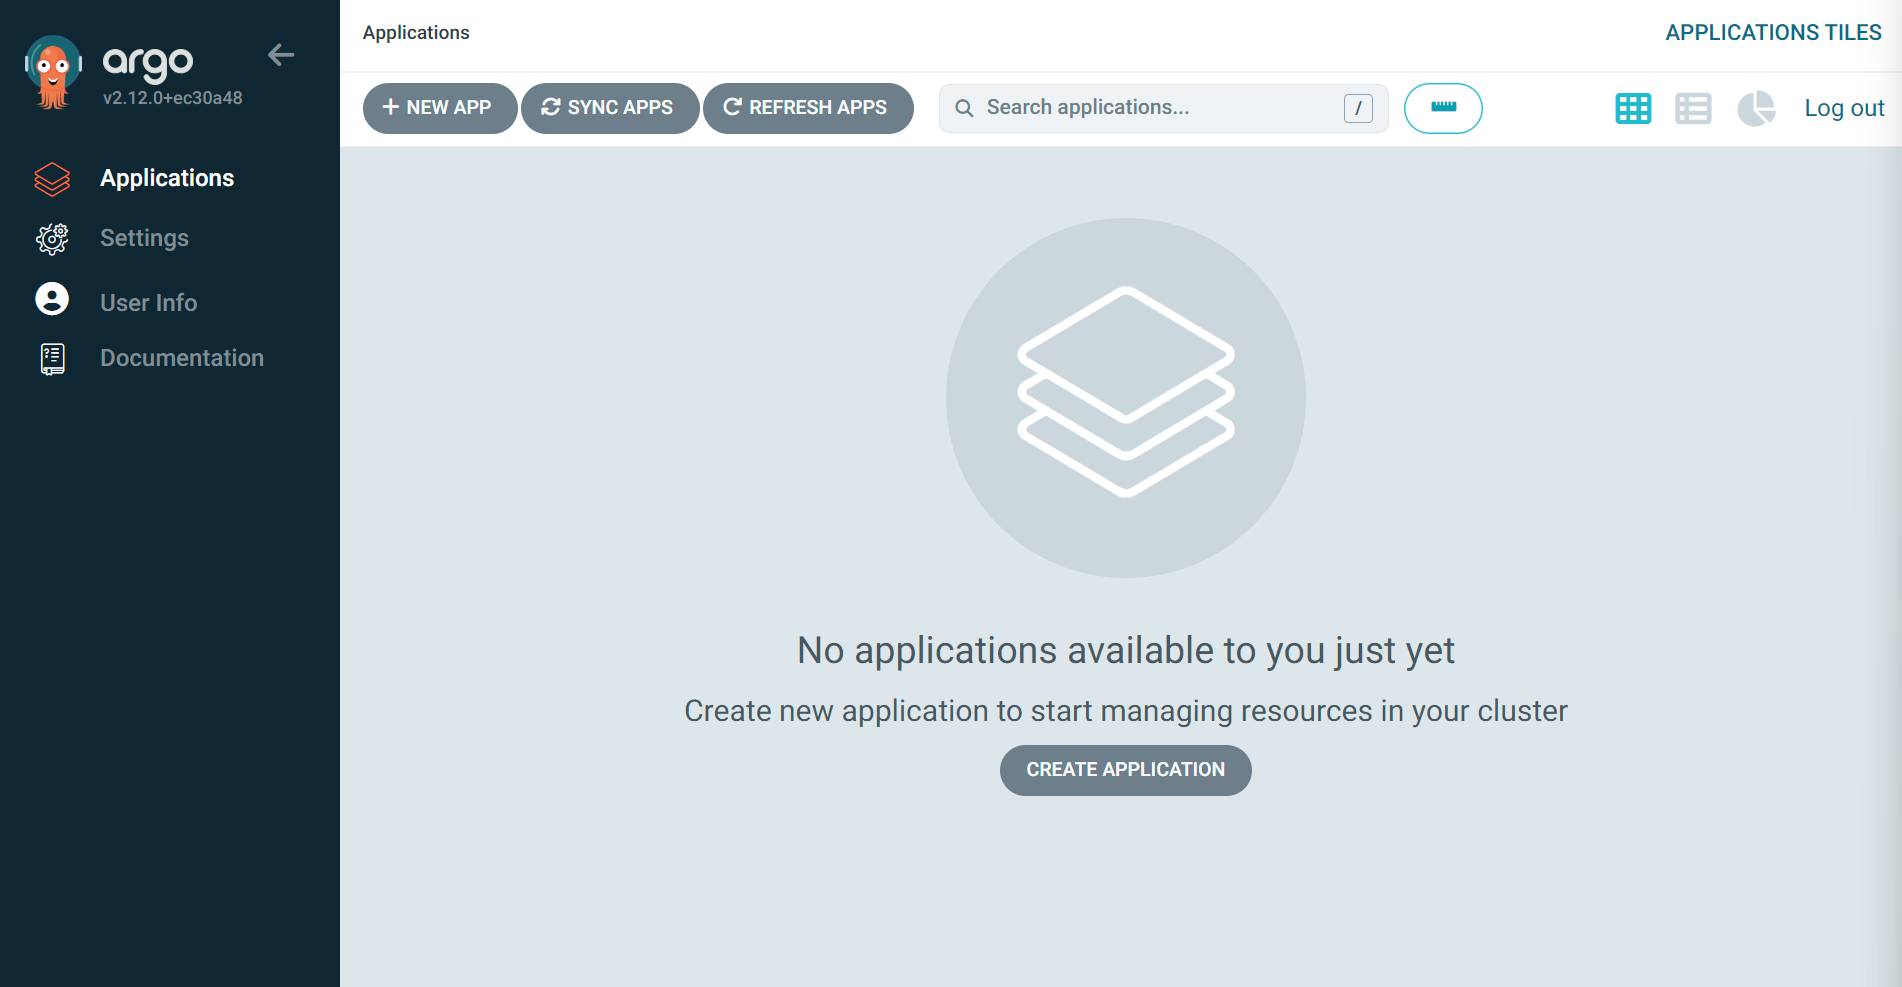 argo
v2.12.0+ec30a48
Applications
Settings
User Info
Documentation
Applications
APPLICATIONS TILES
NEW APP
SYNC APPS
REFRESH APPS
Search applications...
/
Log out
No applications available to you just yet
Create new application to start managing resources in your cluster
CREATE APPLICATION